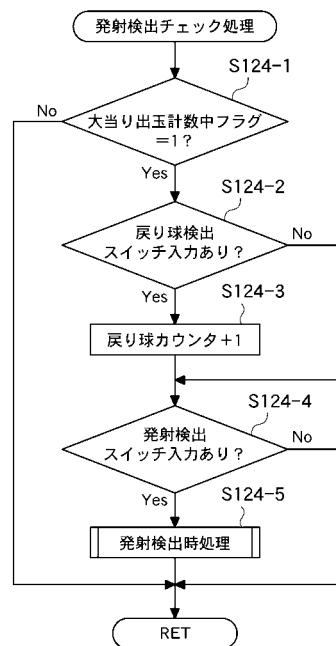 発射検出チェック処理
S124-1
No
大当り出玉計数中フラグ
=1?
Yes
S124-2
戻り球検出
スイッチ入力あり?
No
Yes
S124-3
戻り球カウンタ+1
S124-4
発射検出
スイッチ入力あり?
No
Yes
S124-5
発射検出時処理
RET